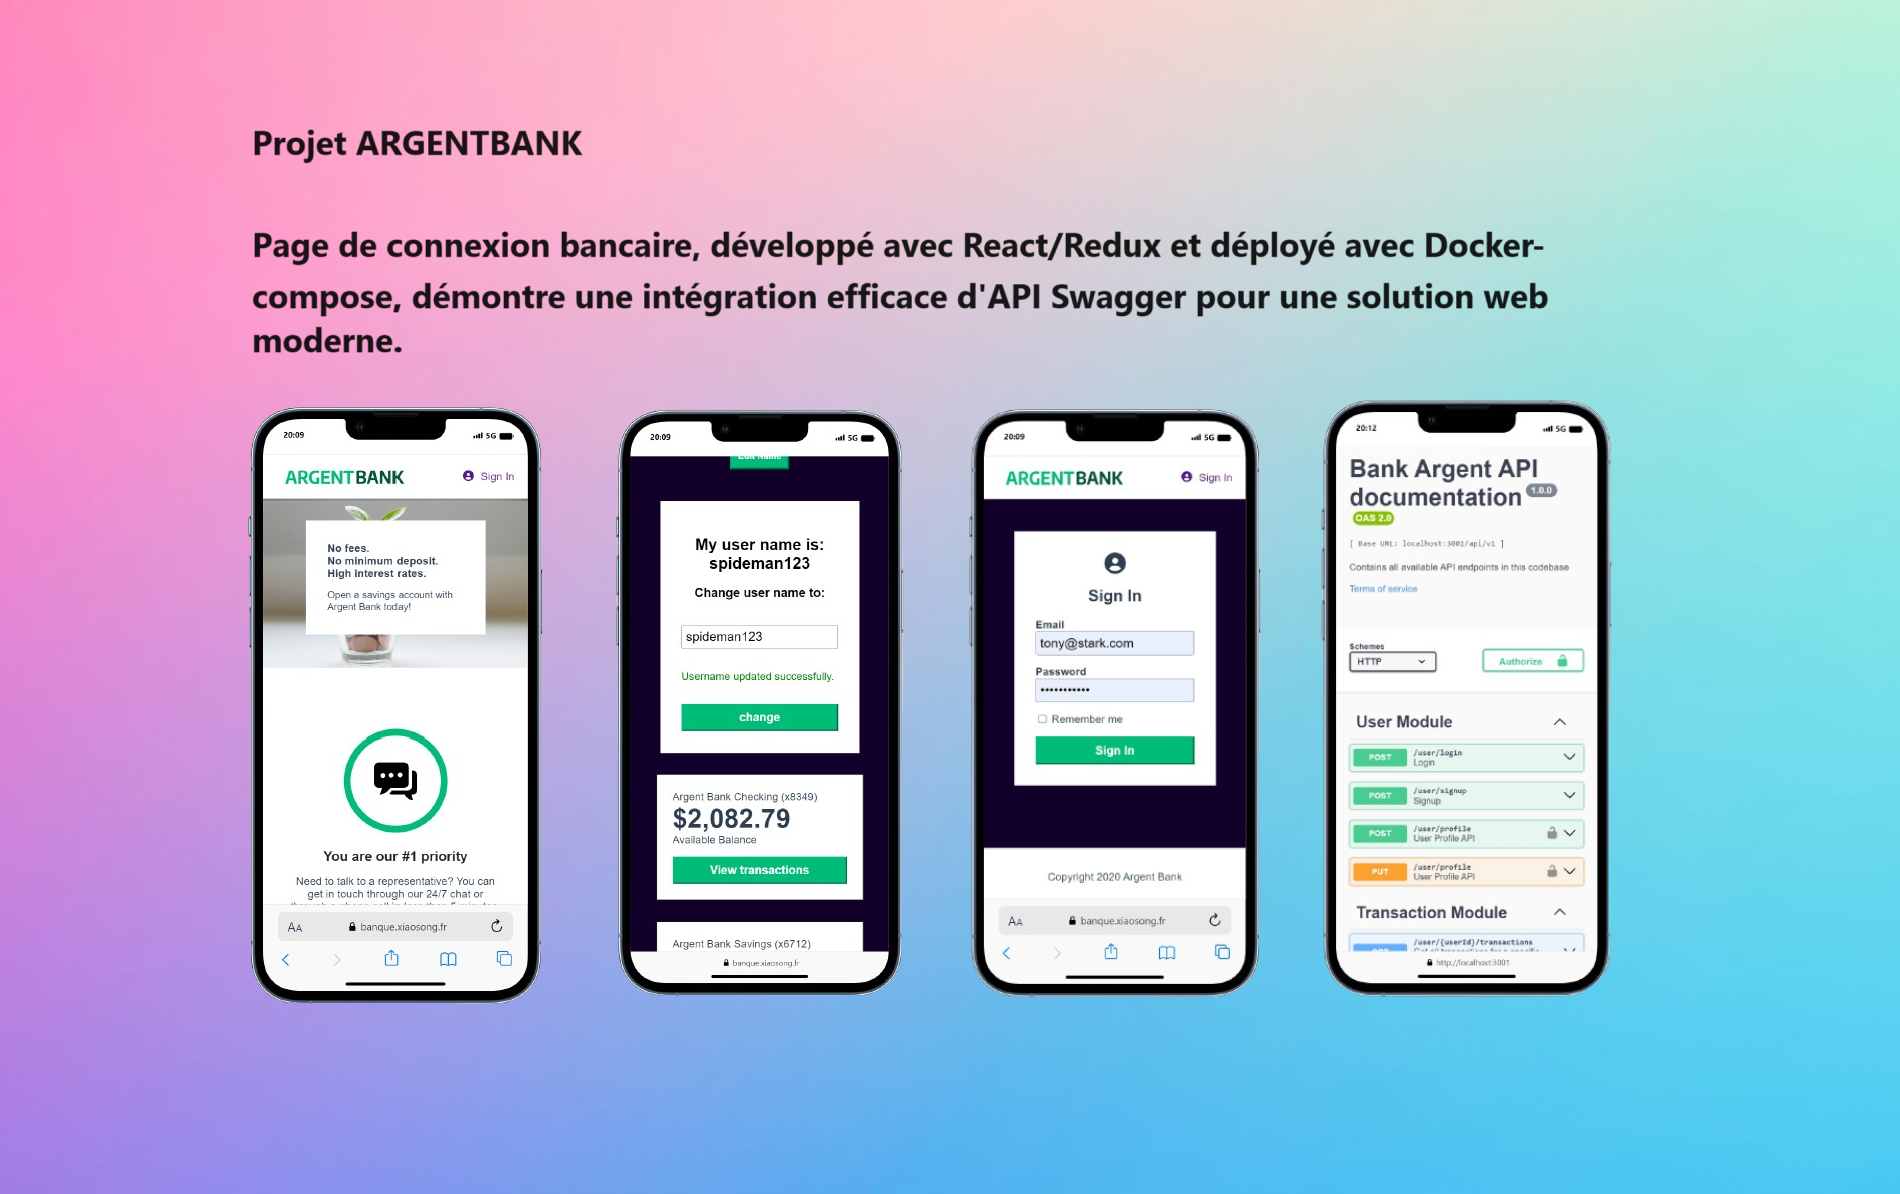 Projet ARGENTBANK
Page de connexion bancaire, développé avec React/Redux et déployé avec Docker-
compose, démontre une intégration efficace d'API Swagger pour une solution web
moderne.
20:09
5G
ARGENTBANK
Sign In
No fees.
No minimum deposit.
High interest rates.
Open a savings account with
Argent Bank today!
You are our #1 priority
Need to talk to a representative? You can
get in touch through our 24/7 chat or
AA
banque.xiaosong.fr
20:09
5G
Edit Name
My user name is:
spideman123
Change user name to:
spideman123
Username updated successfully.
change
Argent Bank Checking (x8349)
$2,082.79
Available Balance
View transactions
Argent Bank Savings (x6712)
banque.xiaosong.fr
20:09
5G
ARGENTBANK
Sign In
Sign In
Email
tony@stark.com
Password
•••••••••••
Remember me
Sign In
Copyright 2020 Argent Bank
AA
banque.xiaosong.fr
20:12
5G
Bank Argent API
documentation 1.0.0
OAS 2.0
[ Base URL: localhost:3001/api/v1 ]
Contains all available API endpoints in this codebase
Terms of service
Schemes
HTTP
Authorize
User Module
POST
/user/login
Login
POST
/user/signup
Signup
POST
/user/profile
User Profile API
PUT
/user/profile
User Profile API
Transaction Module
/user/{userId}/transactions
http://localhost:3001